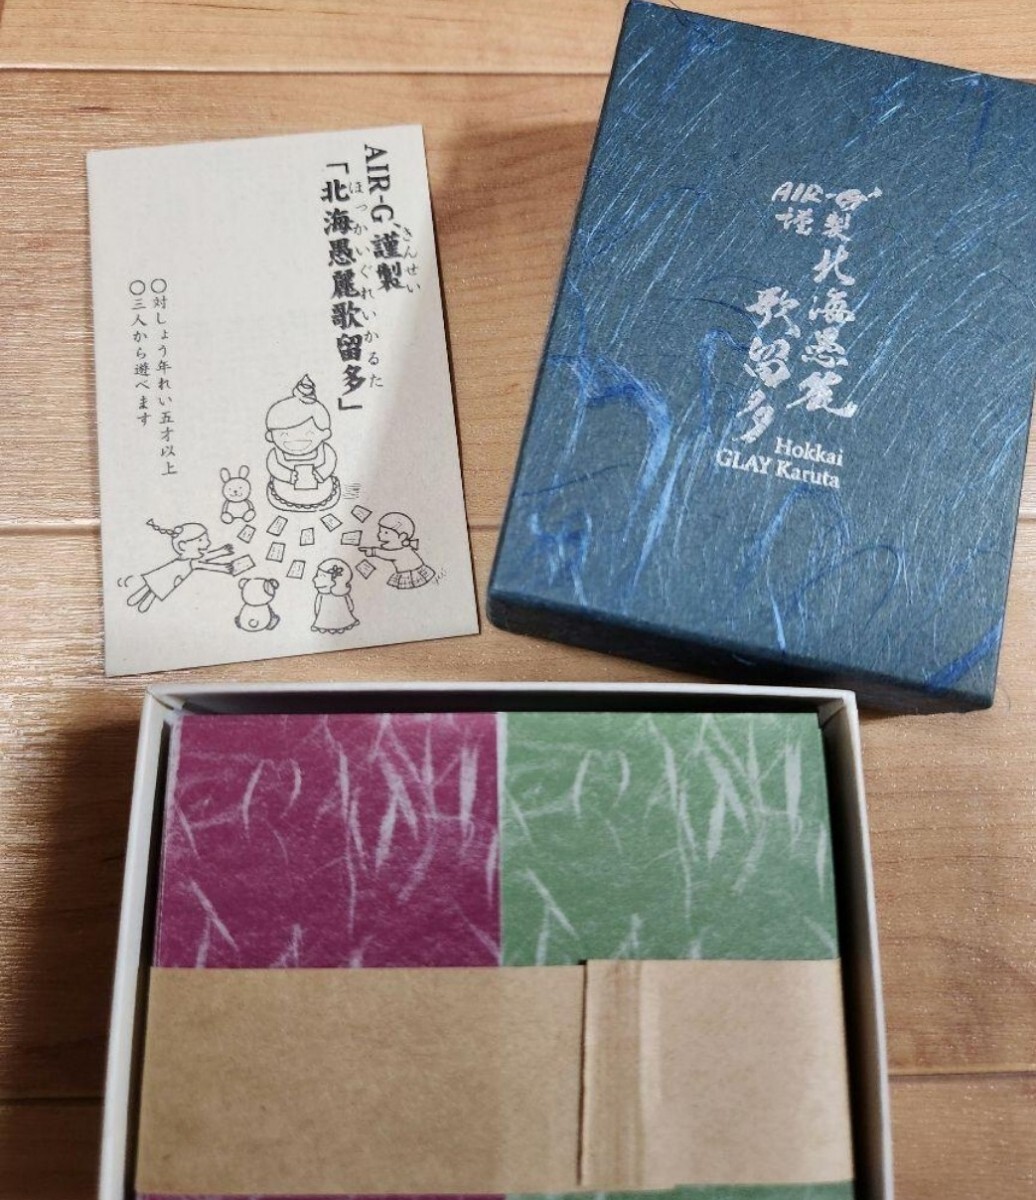 AIR-G'謹製
きんせい
「北海愚麗歌留多」
ほっかいぐれいかるた
○対しょう年れい五才以上
○三人から遊べます
AIR-G'
謹製
北海愚麗
歌留多
Hokkai
GLAY Karuta